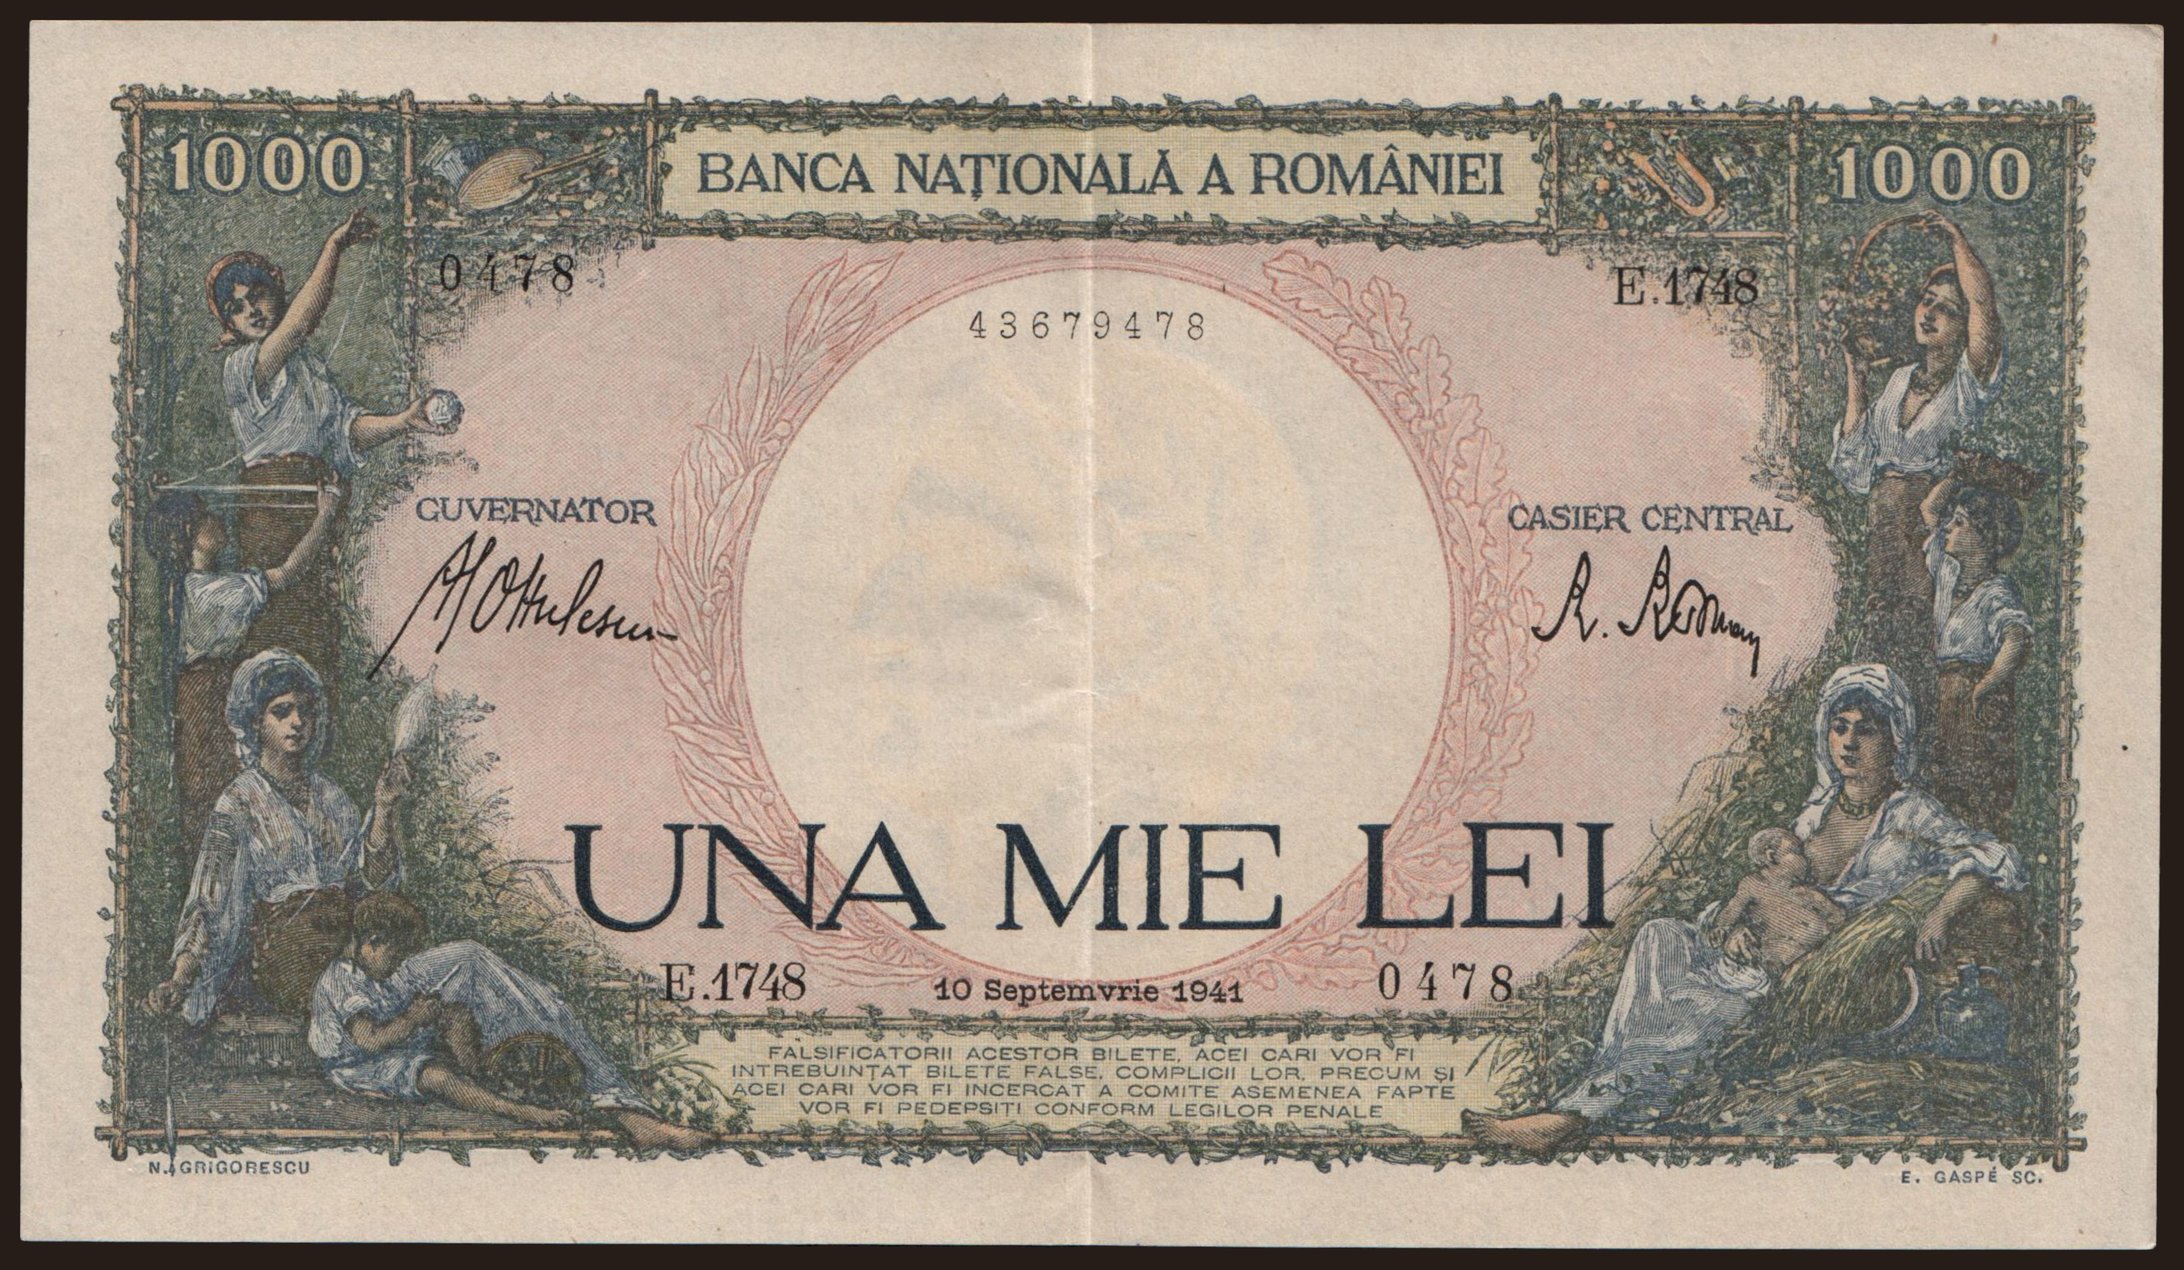 1000
BANCA NAȚIONALĂ A ROMÂNIEI
1000
0478
E.1748
43679478
GUVERNATOR
CASIER CENTRAL
UNA MIE LEI
E.1748
10 Septemvrie 1941
0478
FALSIFICATORII ACESTOR BILETE, ACEI CARI VOR FI
INTREBUINȚAT BILETE FALSE, COMPLICII LOR, PRECUM ȘI
ACEI CARI VOR FI INCERCAT A COMITE ASEMENEA FAPTE
VOR FI PEDEPSITI CONFORM LEGILOR PENALE
N. GRIGORESCU
E. GASPÉ SC.